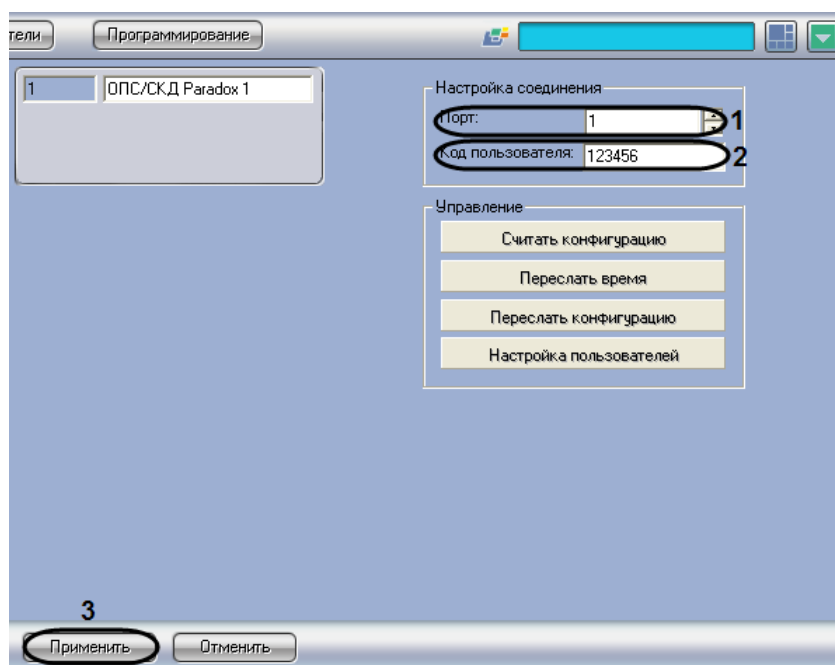 тели Программирование
1 ОПС/СКД Paradox 1
Настройка соединения
Порт: 1 1
Код пользователя: 123456 2
Управление
Считать конфигурацию
Переслать время
Переслать конфигурацию
Настройка пользователей
3
Применить Отменить